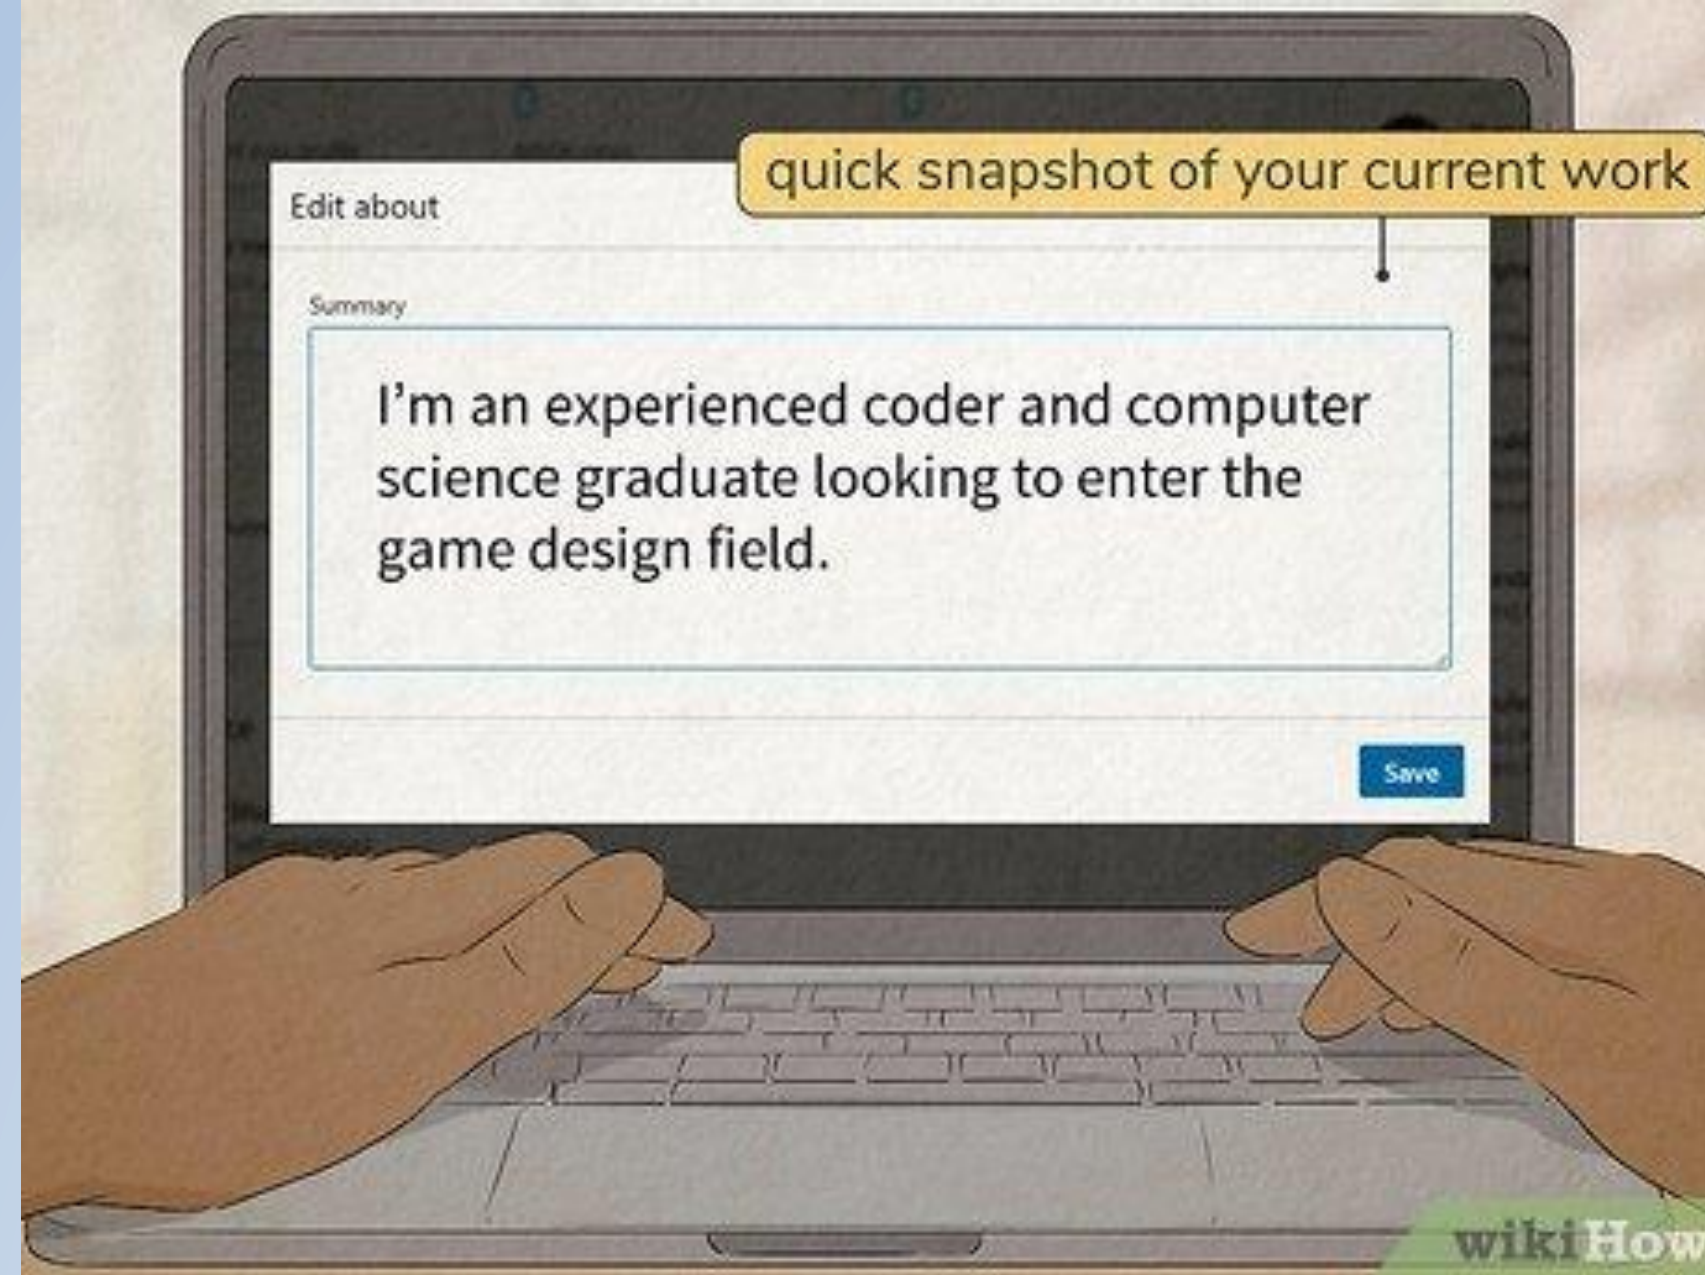 quick snapshot of your current work
Edit about
Summary
I'm an experienced coder and computer
science graduate looking to enter the
game design field.
Save
wikiHow